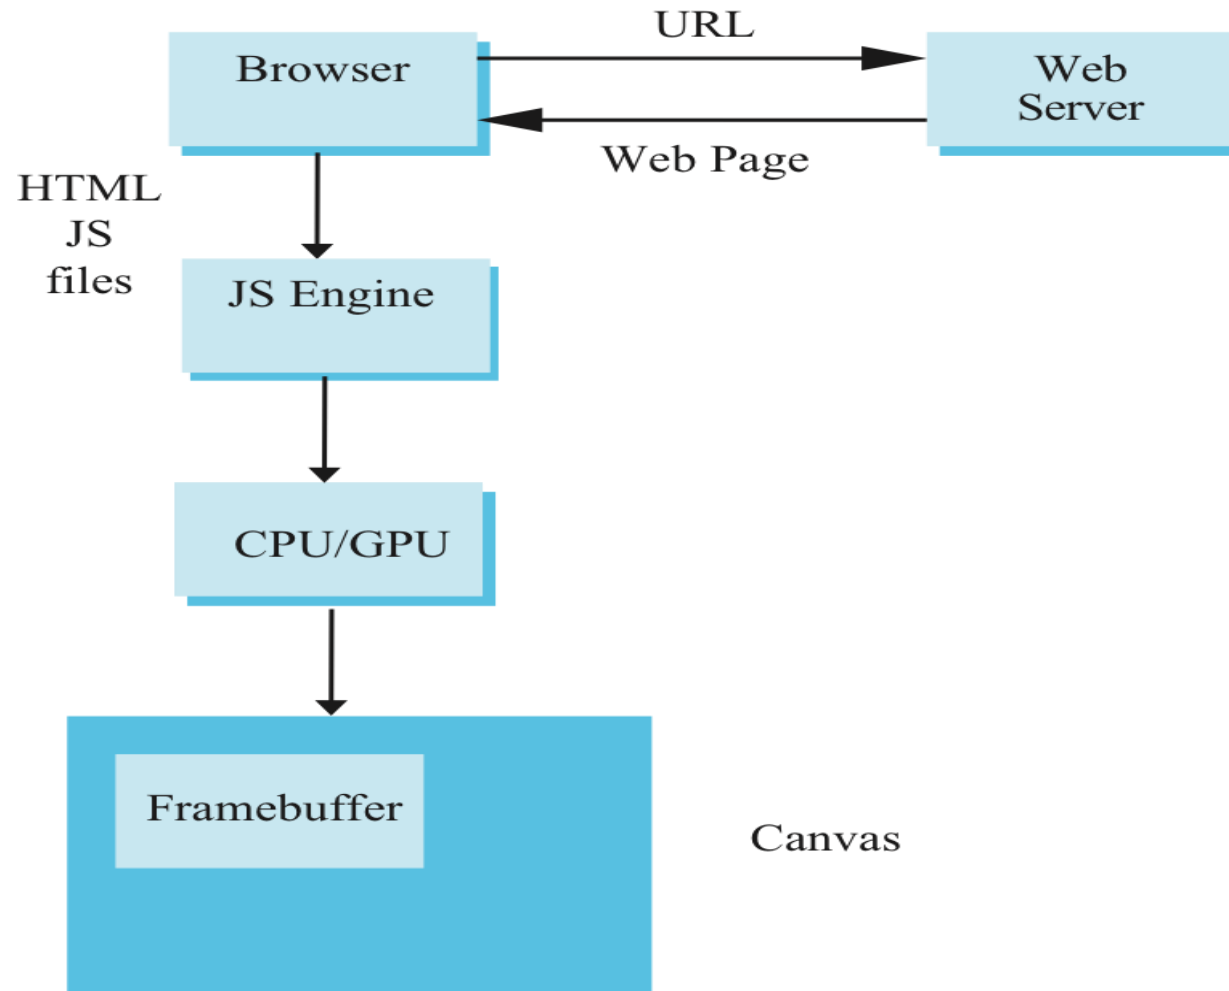 URL
Browser
Web
Server
Web Page
HTML
JS
files
JS Engine
CPU/GPU
Framebuffer
Canvas